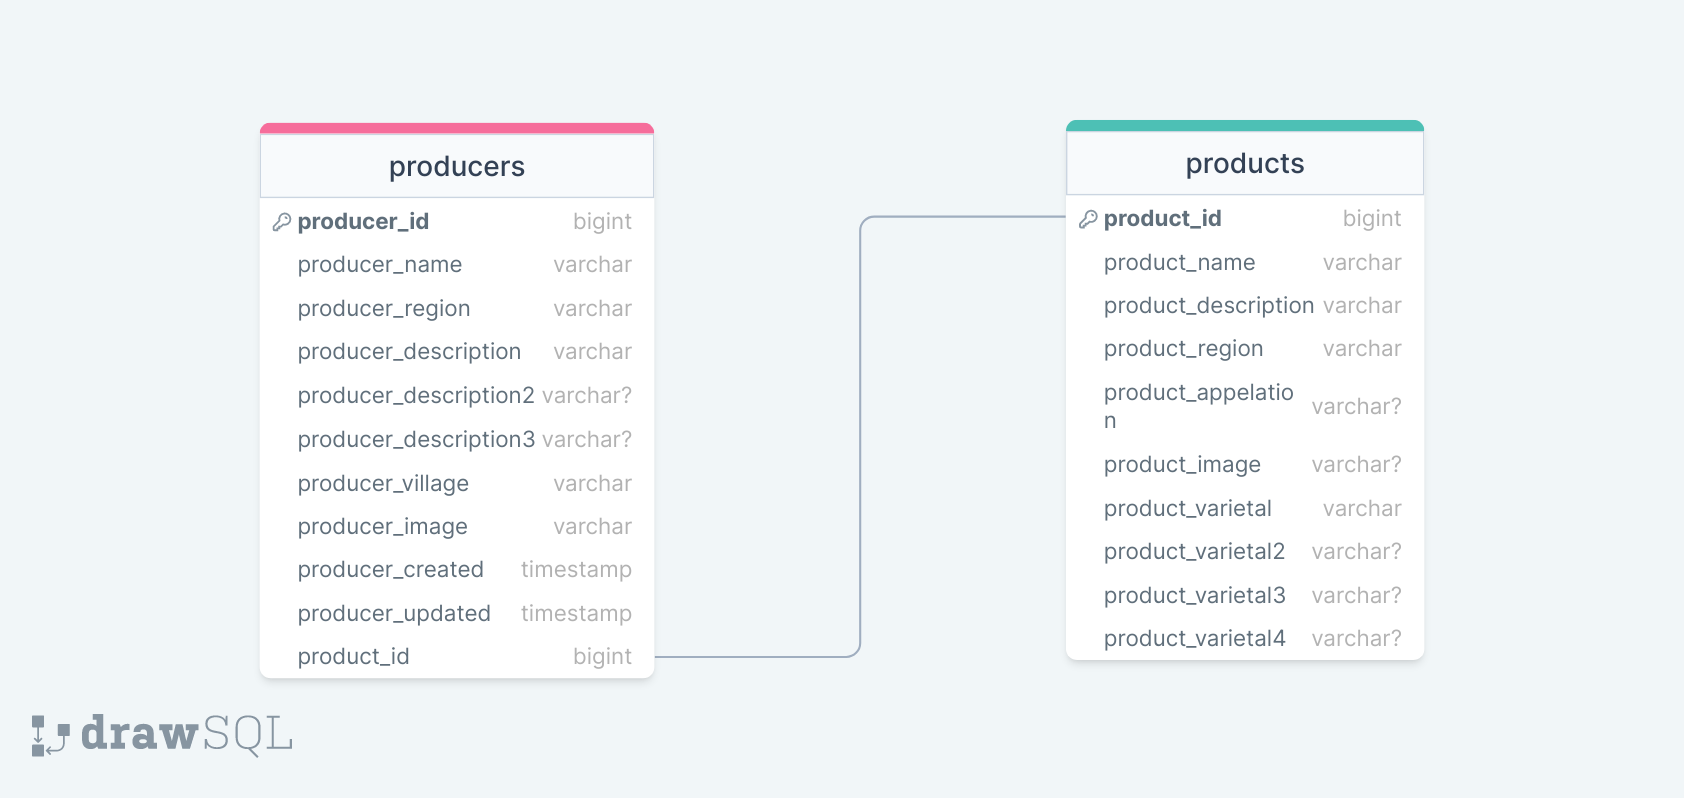 producers
producer_id bigint
producer_name varchar
producer_region varchar
producer_description varchar
producer_description2 varchar?
producer_description3 varchar?
producer_village varchar
producer_image varchar
producer_created timestamp
producer_updated timestamp
product_id bigint
products
product_id bigint
product_name varchar
product_description varchar
product_region varchar
product_appelatio varchar?
n
product_image varchar?
product_varietal varchar
product_varietal2 varchar?
product_varietal3 varchar?
product_varietal4 varchar?
drawSQL